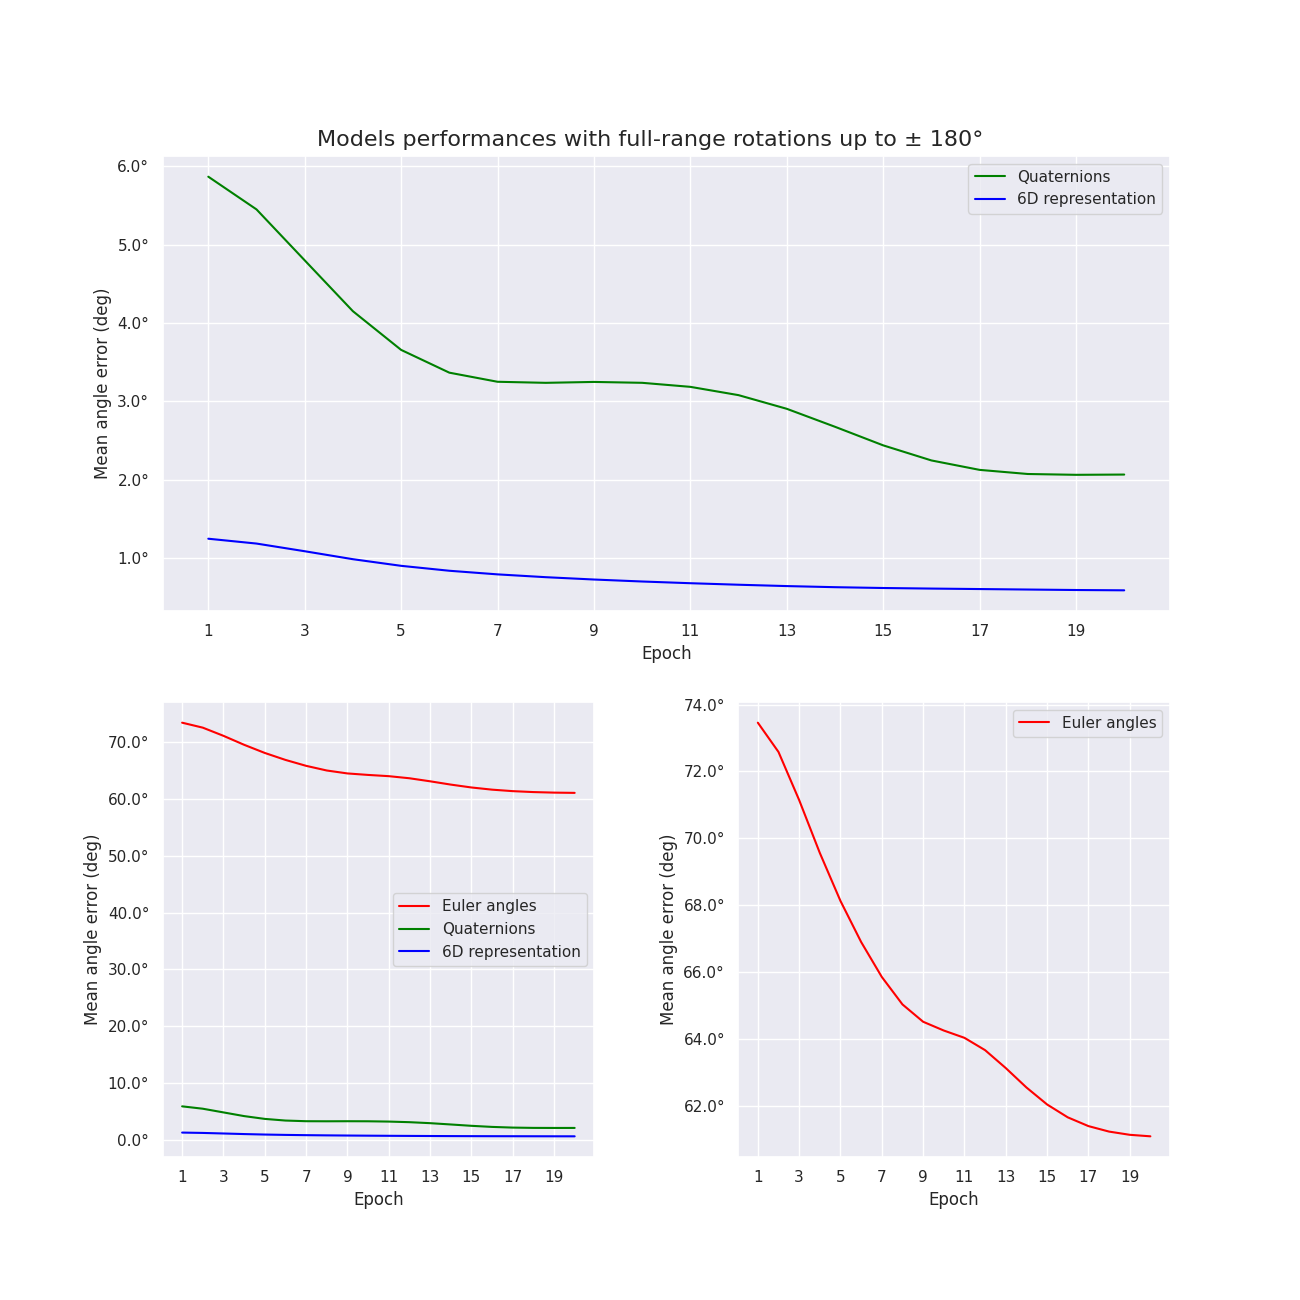 Models performances with full-range rotations up to ± 180°
Mean angle error (deg)
6.0°
5.0°
4.0°
3.0°
2.0°
1.0°
Quaternions
6D representation
1 3 5 7 9 11 13 15 17 19
Epoch
Mean angle error (deg)
70.0°
60.0°
50.0°
40.0°
30.0°
20.0°
10.0°
0.0°
Euler angles
Quaternions
6D representation
1 3 5 7 9 11 13 15 17 19
Epoch
Mean angle error (deg)
74.0°
72.0°
70.0°
68.0°
66.0°
64.0°
62.0°
Euler angles
1 3 5 7 9 11 13 15 17 19
Epoch